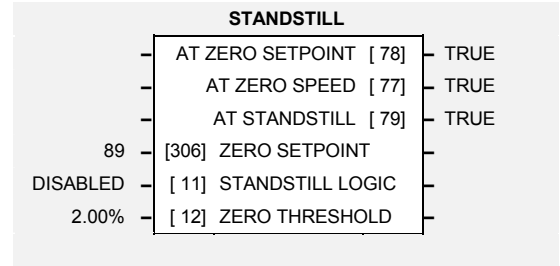 STANDSTILL
AT ZERO SETPOINT [ 78] – TRUE
AT ZERO SPEED [ 77] – TRUE
AT STANDSTILL [ 79] – TRUE
89 – [306] ZERO SETPOINT
DISABLED – [ 11] STANDSTILL LOGIC
2.00% – [ 12] ZERO THRESHOLD